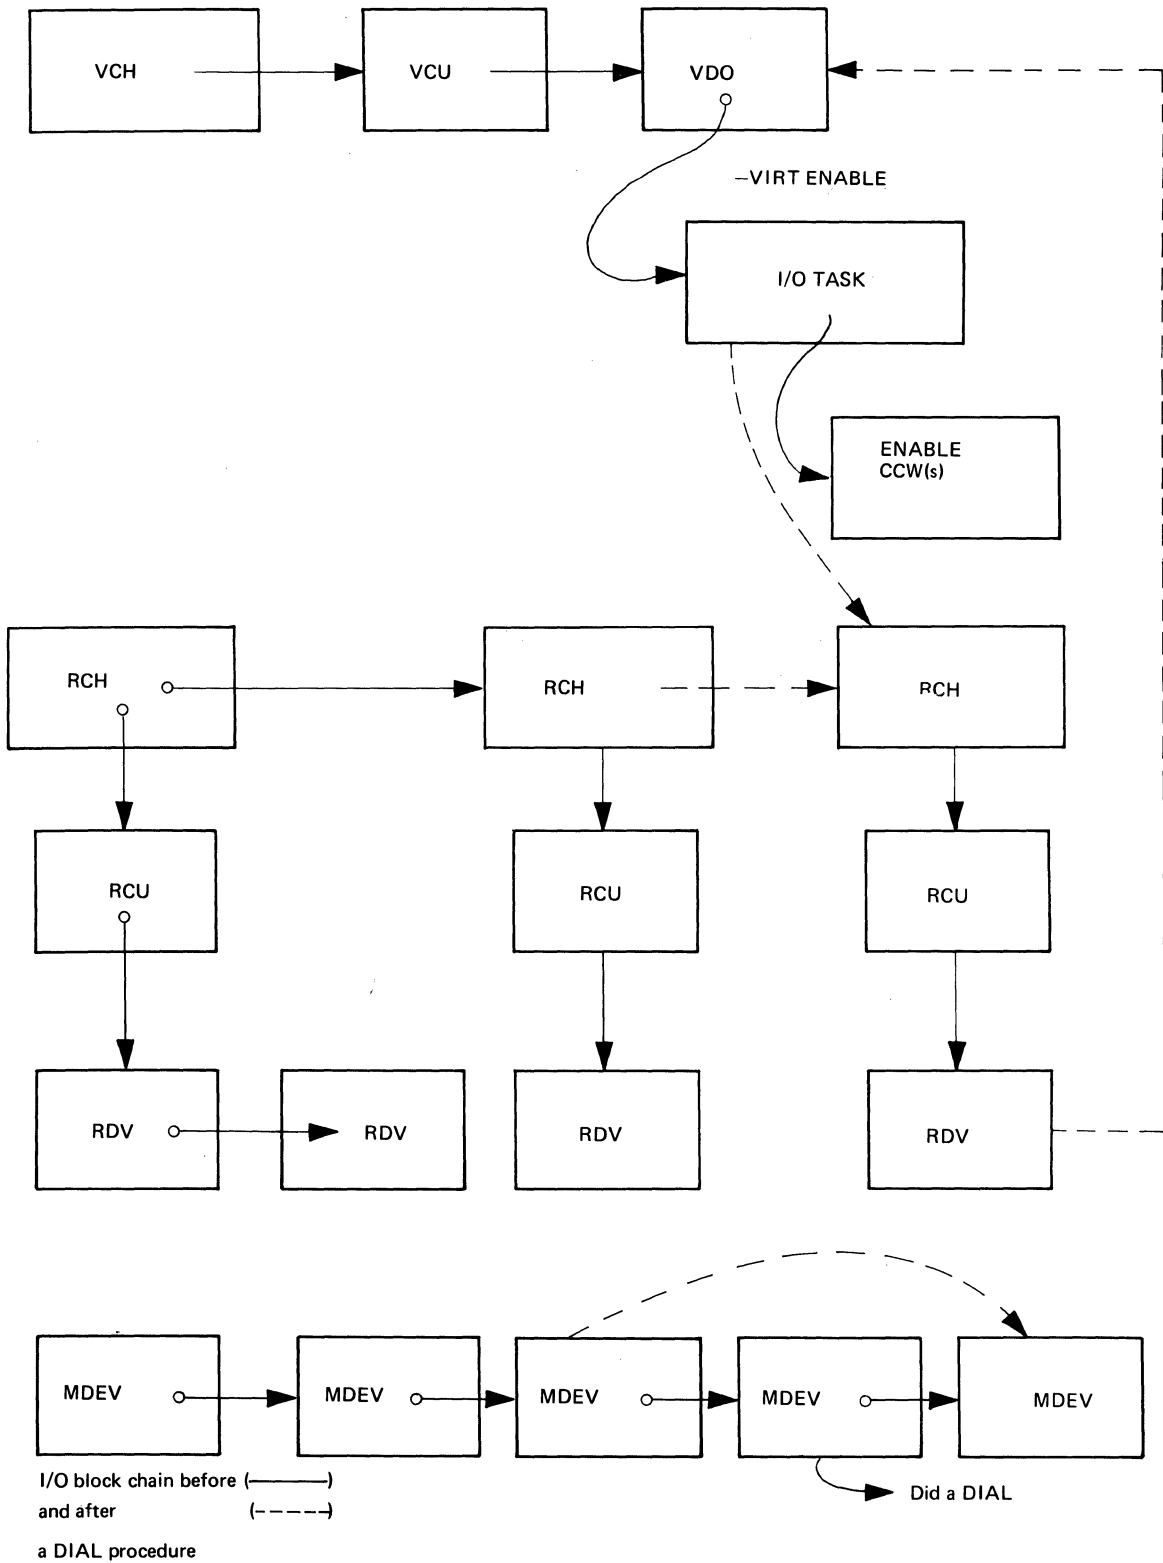 VCH
VCU
VDO
—VIRT ENABLE
I/O TASK
ENABLE
CCW(s)
RCH
RCH
RCH
RCU
RCU
RCU
RDV
RDV
RDV
RDV
MDEV
MDEV
MDEV
MDEV
MDEV
I/O block chain before (———)
and after (-----)
a DIAL procedure
Did a DIAL